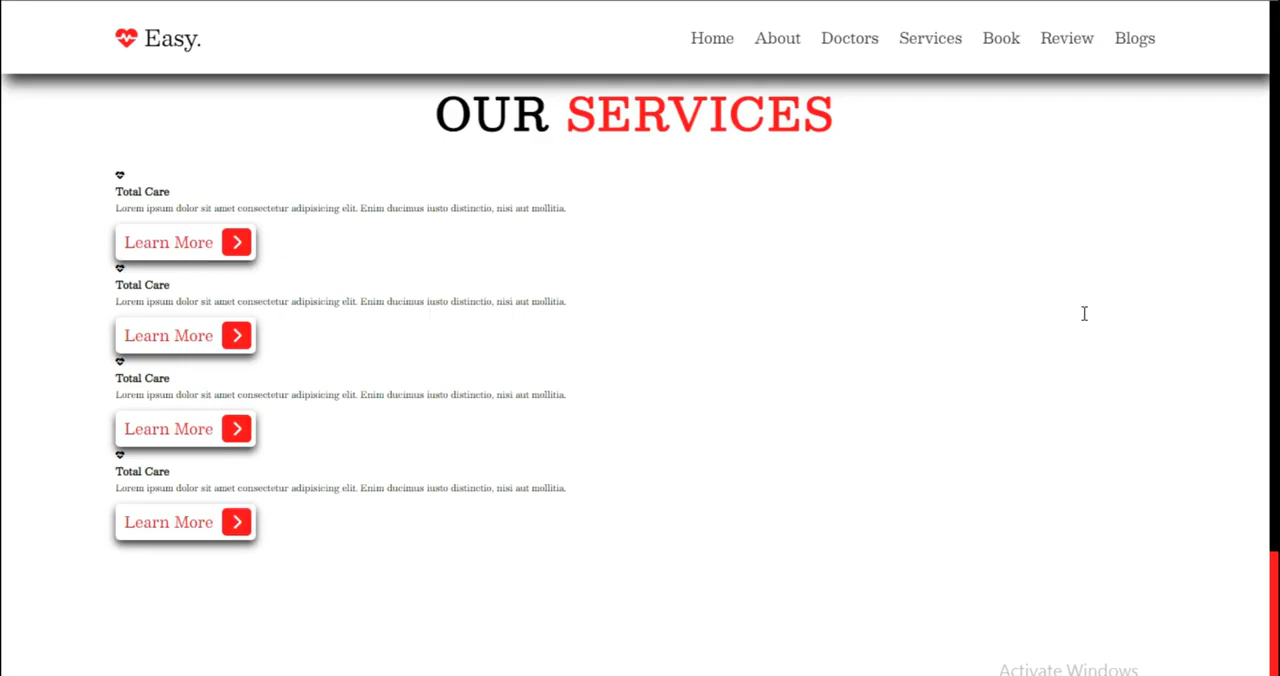 Easy.
Home About Doctors Services Book Review Blogs
OUR SERVICES
Total Care
Lorem ipsum dolor sit amet consectetur adipisicing elit. Enim ducimus iusto distinctio, nisi aut mollitia.
Learn More
Total Care
Lorem ipsum dolor sit amet consectetur adipisicing elit. Enim ducimus iusto distinctio, nisi aut mollitia.
Learn More
Total Care
Lorem ipsum dolor sit amet consectetur adipisicing elit. Enim ducimus iusto distinctio, nisi aut mollitia.
Learn More
Total Care
Lorem ipsum dolor sit amet consectetur adipisicing elit. Enim ducimus iusto distinctio, nisi aut mollitia.
Learn More
Activate Windows